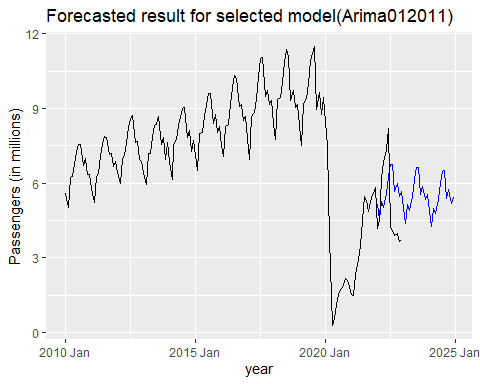 Forecasted result for selected model(Arima012011)
12
9
6
3
0
Passengers (in millions)
2010 Jan
2015 Jan
2020 Jan
2025 Jan
year